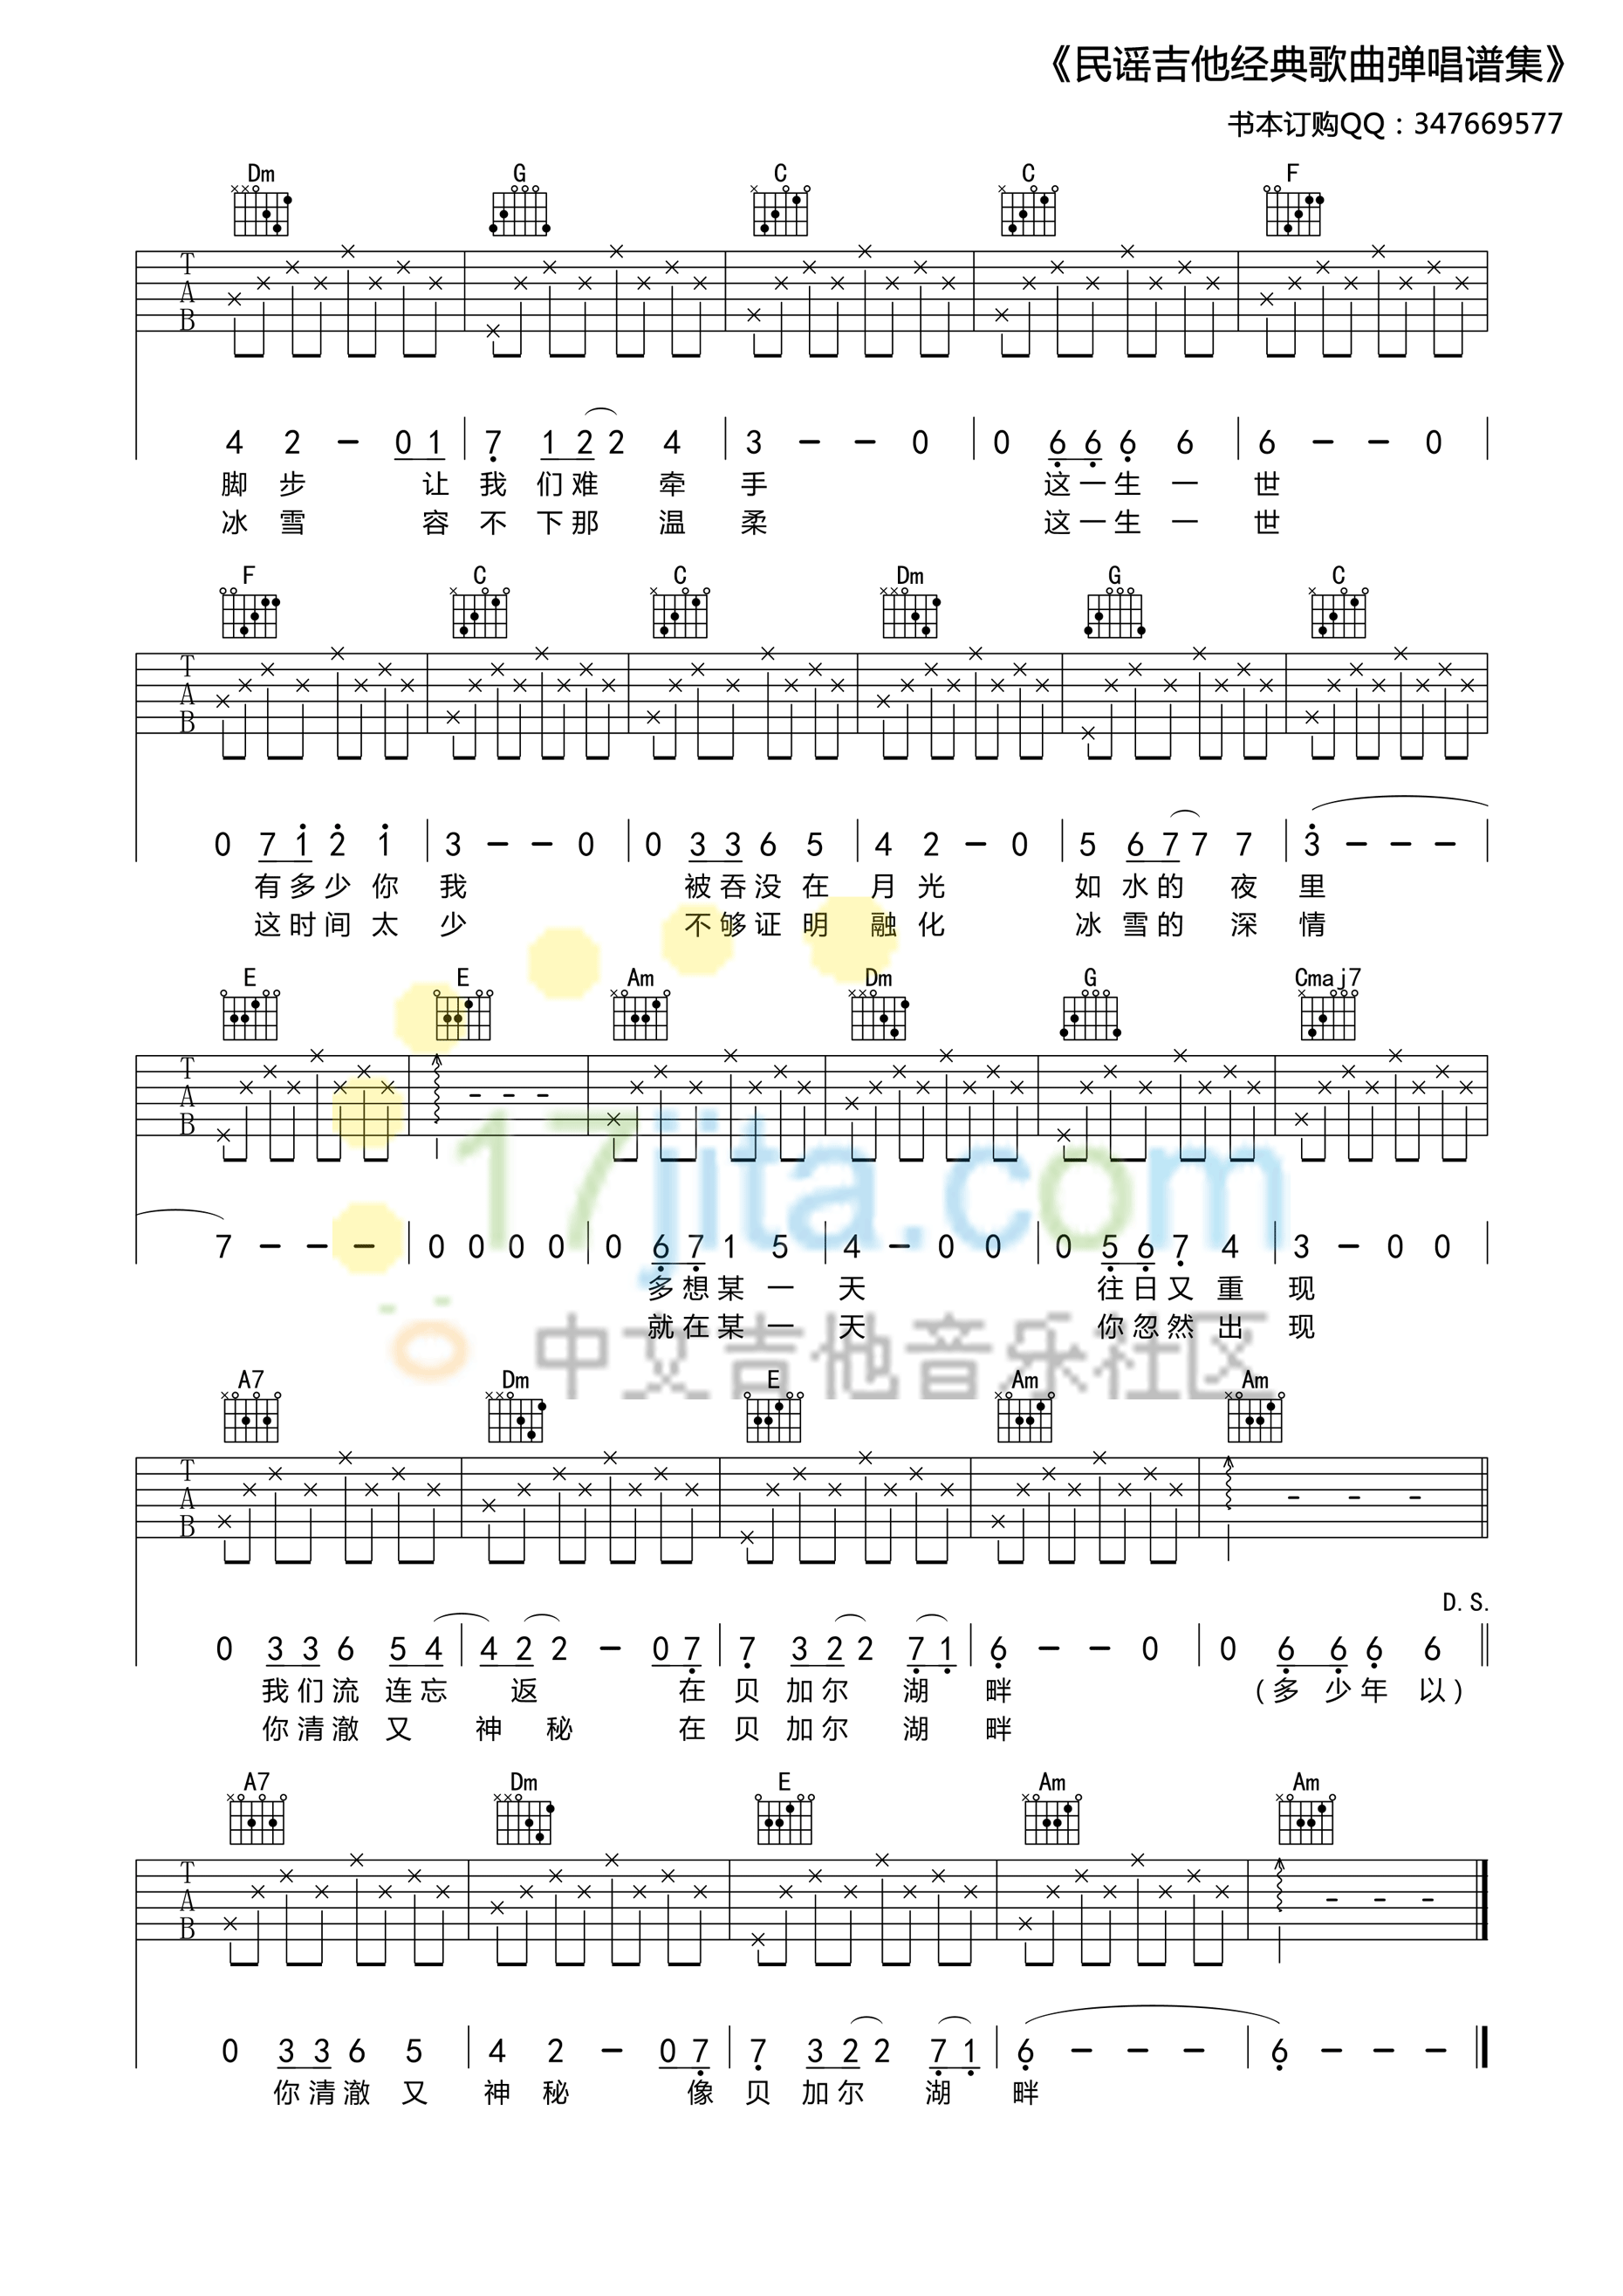 《民谣吉他经典歌曲弹唱谱集》
书本订购QQ：347669577
Dm G C C F
T
A
B
4 2 - 0 1 7 1 2 2 4 3 - - 0 0 6 6 6 6 6 - - 0
脚 步 让 我 们 难 牵 手 这 一 生 一 世
冰 雪 容 不 下 那 温 柔 这 一 生 一 世
F C C Dm G C
T
A
B
0 7 1 2 1 3 - - 0 0 3 3 6 5 4 2 - 0 5 6 7 7 7 3 - - -
有 多 少 你 我 被 吞 没 在 月 光 如 水 的 夜 里
这 时 间 太 少 不 够 证 明 融 化 冰 雪 的 深 情
E E Am Dm G Cmaj7
T
A
B
17jita.com
7 - - - 0 0 0 0 0 6 7 1 5 4 - 0 0 0 5 6 7 4 3 - 0 0
多 想 某 一 天 往 日 又 重 现
就 在 某 一 天 你 忽 然 出 现
中文吉他音乐社区
A7 Dm E Am Am
T
A
B
D.S.
0 3 3 6 5 4 4 2 2 - 0 7 7 3 2 2 7 1 6 - - 0 0 6 6 6 6
我 们 流 连 忘 返 在 贝 加 尔 湖 畔 (多 少 年 以)
你 清 澈 又 神 秘 在 贝 加 尔 湖 畔
A7 Dm E Am Am
T
A
B
0 3 3 6 5 4 2 - 0 7 7 3 2 2 7 1 6 - - - 6 - - -
你 清 澈 又 神 秘 像 贝 加 尔 湖 畔